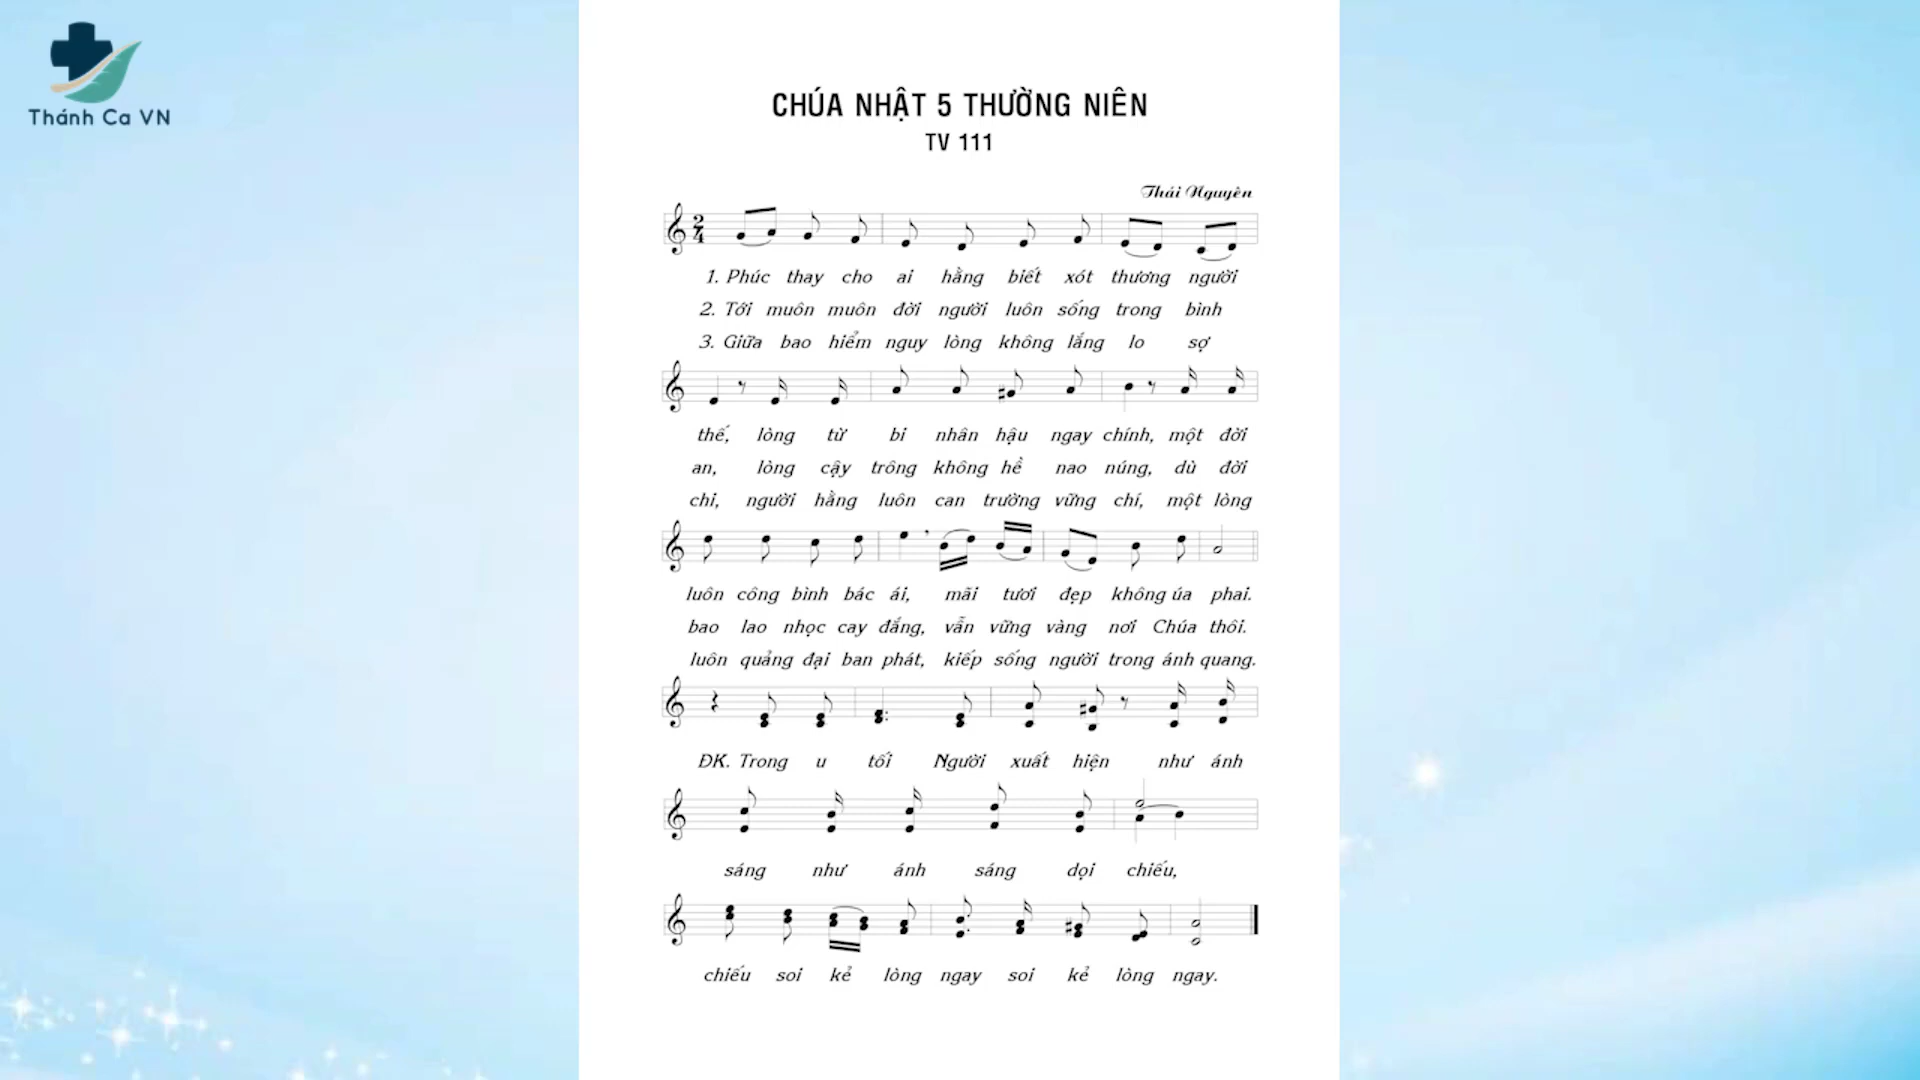 Thánh Ca VN
CHÚA NHẬT 5 THƯỜNG NIÊN
TV 111
Thái Nguyên
1. Phúc thay cho ai hằng biết xót thương người
2. Tới muôn muôn đời người luôn sống trong bình
3. Giữa bao hiểm nguy lòng không lắng lo sợ
thế, lòng từ bi nhân hậu ngay chính, một đời
an, lòng cậy trông không hề nao núng, dù đời
chi, người hằng luôn can trường vững chí, một lòng
luôn công bình bác ái, mãi tươi đẹp không úa phai.
bao lao nhọc cay đắng, vẫn vững vàng nơi Chúa thôi.
luôn quảng đại ban phát, kiếp sống người trong ánh quang.
ĐK. Trong u tối Người xuất hiện như ánh
sáng như ánh sáng dọi chiếu,
chiếu soi kẻ lòng ngay soi kẻ lòng ngay.